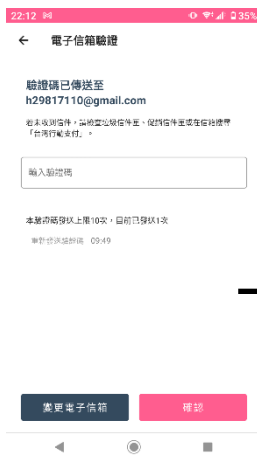 22:12 35%
電子信箱驗證
驗證碼已傳送至
h29817110@gmail.com
若未收到信件，請檢查垃圾信件匣、促銷信件匣或在信箱搜尋
「台灣行動支付」。
輸入驗證碼
本驗證碼發送上限10次，目前已發送1次
重新發送驗證碼 09:49
變更電子信箱 確認